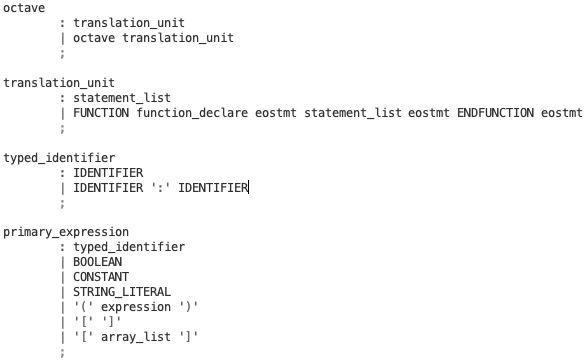 octave
        : translation_unit
        | octave translation_unit
        ;
translation_unit
        : statement_list
        | FUNCTION function_declare eostmt statement_list eostmt ENDFUNCTION eostmt
        ;
typed_identifier
        : IDENTIFIER
        | IDENTIFIER ':' IDENTIFIER
        ;
primary_expression
        : typed_identifier
        | BOOLEAN
        | CONSTANT
        | STRING_LITERAL
        | '(' expression ')'
        | '[' ']'
        | '[' array_list ']'
        ;